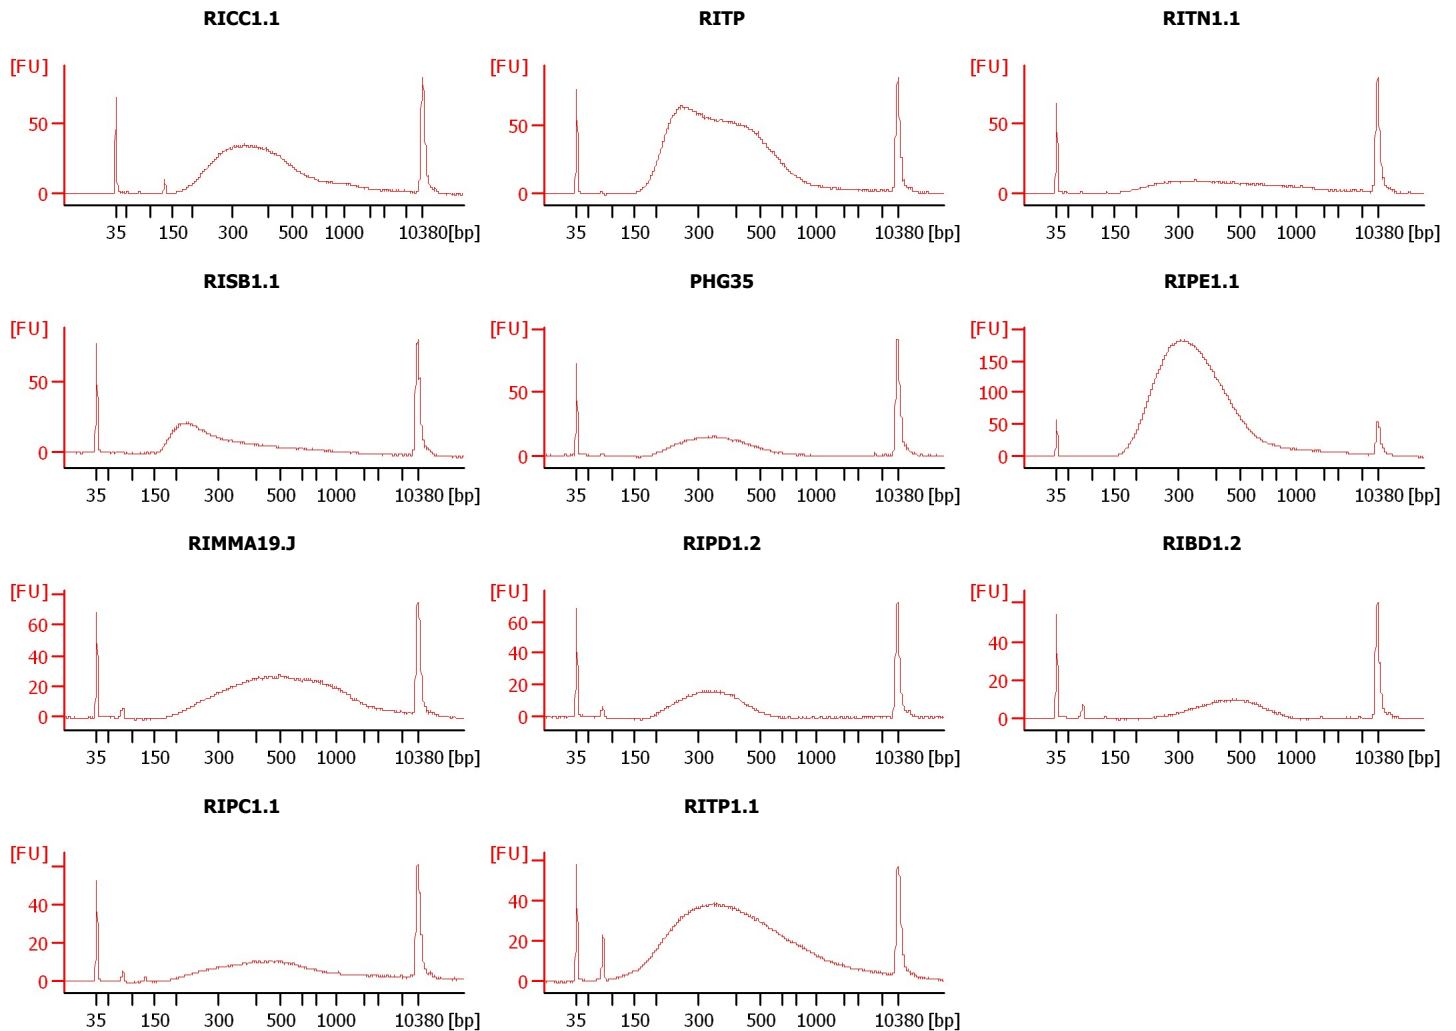 RICC1.1 RITP RITN1.1
[FU] [FU] [FU]
50 50 50
0 0 0
35 150 300 500 1000 10380[bp] 35 150 300 500 1000 10380 [bp] 35 150 300 500 1000 10380[bp]
RISB1.1 PHG35 RIPE1.1
[FU] [FU] [FU]
150
50 50 100
50
0 0 0
35 150 300 500 1000 10380 [bp] 35 150 300 500 1000 10380 [bp] 35 150 300 500 1000 10380 [bp]
RIMMA19.J RIPD1.2 RIBD1.2
[FU] [FU] [FU]
60 60
40 40 40
20 20 20
0 0 0
35 150 300 500 1000 10380 [bp] 35 150 300 500 1000 10380 [bp] 35 150 300 500 1000 10380 [bp]
RIPC1.1 RITP1.1
[FU] [FU]
40 40
20 20
0 0
35 150 300 500 1000 10380 [bp] 35 150 300 500 1000 10380 [bp]